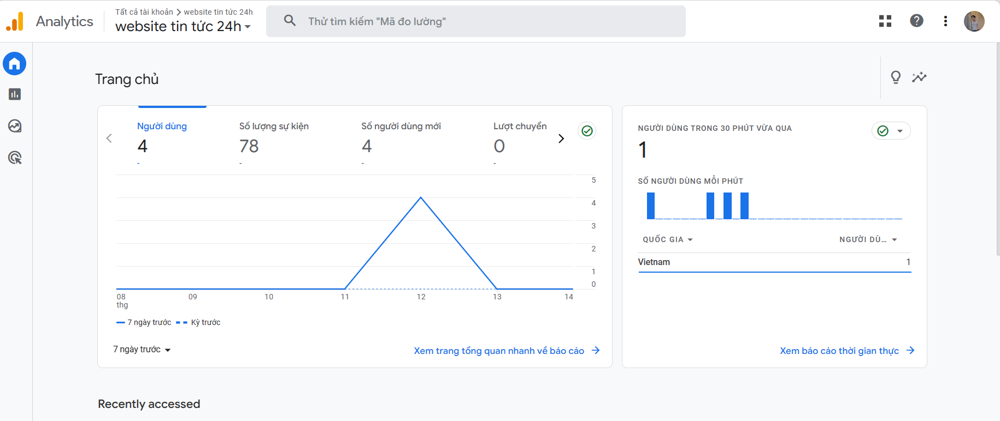 Analytics
Tất cả tài khoản > website tin tức 24h
website tin tức 24h
Thử tìm kiếm "Mã đo lường"
Trang chủ
Người dùng
4
-
Số lượng sự kiện
78
-
Số người dùng mới
4
-
Lượt chuyển
0
-
5
4
3
2
1
0
08
thg
09
10
11
12
13
14
7 ngày trước
Kỳ trước
7 ngày trước
Xem trang tổng quan nhanh về báo cáo
NGƯỜI DÙNG TRONG 30 PHÚT VỪA QUA
1
SỐ NGƯỜI DÙNG MỖI PHÚT
QUỐC GIA
NGƯỜI DÙ...
Vietnam
1
Xem báo cáo thời gian thực
Recently accessed